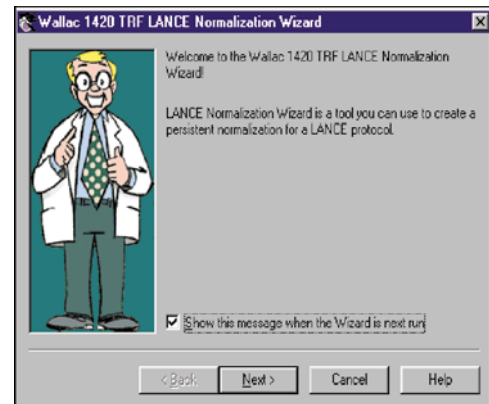 Wallac 1420 TRF LANCE Normalization Wizard
Welcome to the Wallac 1420 TRF LANCE Normalization
Wizard!
LANCE Normalization Wizard is a tool you can use to create a
persistent normalization for a LANCE protocol.
Show this message when the Wizard is next run
< Back
Next >
Cancel
Help